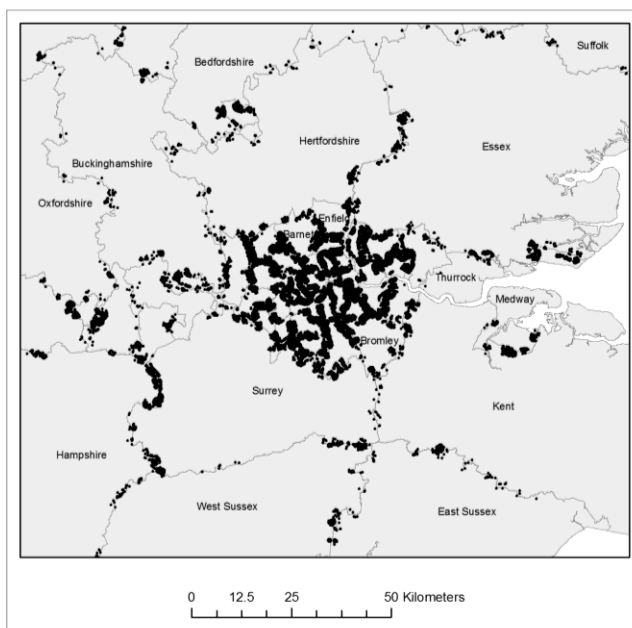 Suffolk
Bedfordshire
Hertfordshire
Essex
Buckinghamshire
Oxfordshire
Enfield
Barnet
Thurrock
Medway
Bromley
Surrey
Kent
Hampshire
West Sussex
East Sussex
0 12.5 25 50 Kilometers